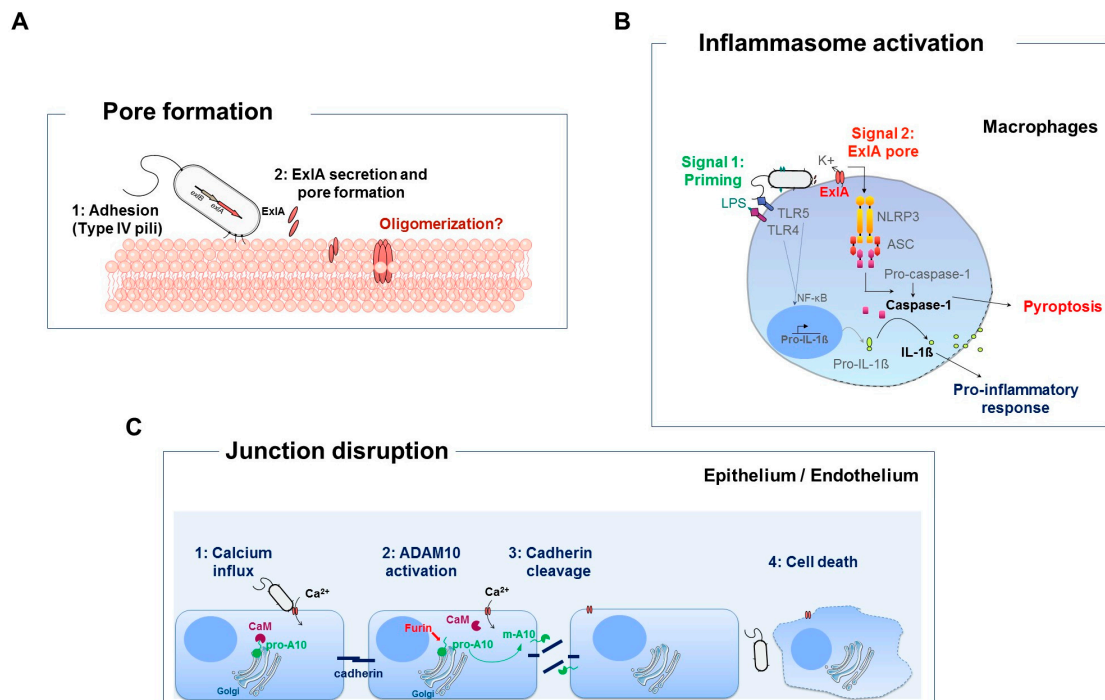 A
Pore formation
1: Adhesion
(Type IV pili)
exlB
exlA
2: ExlA secretion and
pore formation
ExlA
Oligomerization?
B
Inflammasome activation
Macrophages
Signal 1:
Priming
Signal 2:
ExlA pore
K+
ExlA
LPS
TLR5
TLR4
NLRP3
ASC
Pro-caspase-1
Caspase-1
Pyroptosis
NF-κB
Pro-IL-1ß
Pro-IL-1ß
IL-1ß
Pro-inflammatory
response
C
Junction disruption
Epithelium / Endothelium
1: Calcium
influx
Ca²⁺
CaM
pro-A10
Golgi
cadherin
2: ADAM10
activation
Ca²⁺
CaM
Furin
pro-A10
m-A10
Golgi
3: Cadherin
cleavage
4: Cell death